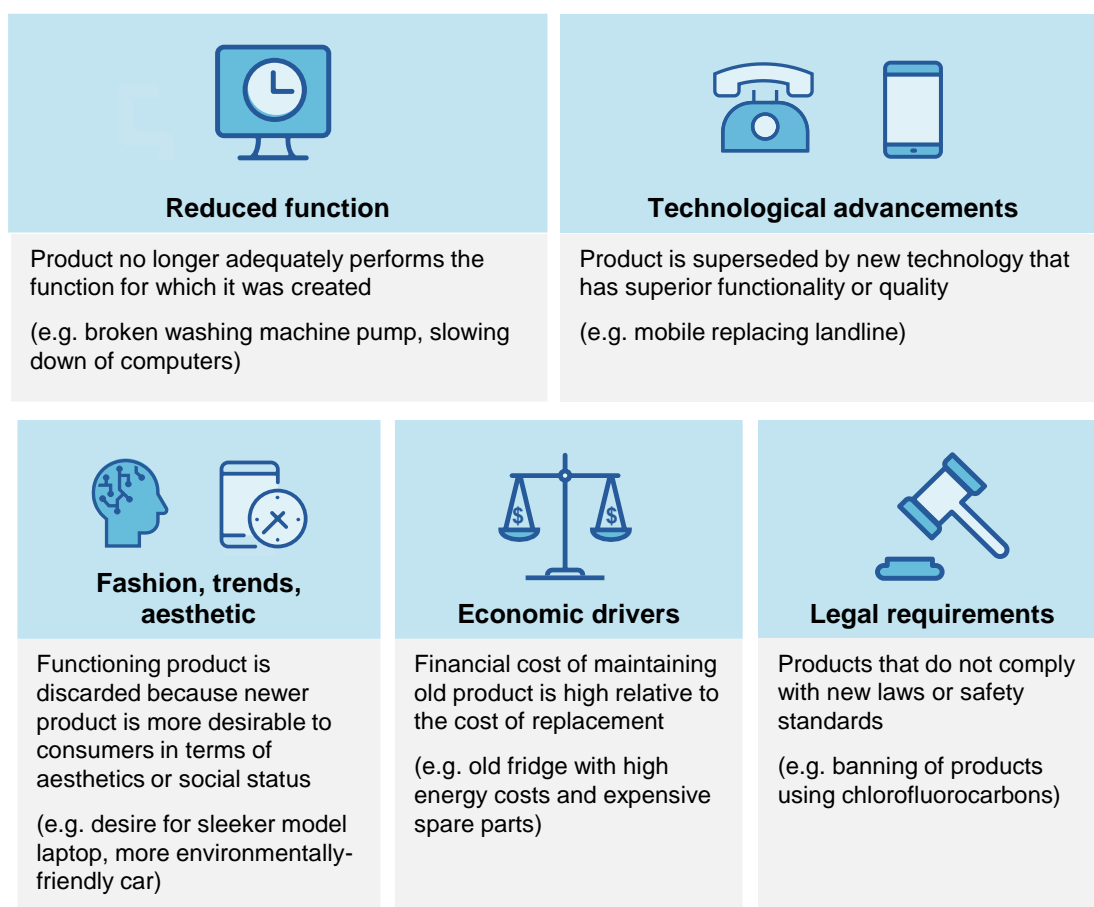 Reduced function
Product no longer adequately performs the
function for which it was created
(e.g. broken washing machine pump, slowing
down of computers)
Technological advancements
Product is superseded by new technology that
has superior functionality or quality
(e.g. mobile replacing landline)
Fashion, trends,
aesthetic
Functioning product is
discarded because newer
product is more desirable to
consumers in terms of
aesthetics or social status
(e.g. desire for sleeker model
laptop, more environmentally-
friendly car)
$ $
Economic drivers
Financial cost of maintaining
old product is high relative to
the cost of replacement
(e.g. old fridge with high
energy costs and expensive
spare parts)
Legal requirements
Products that do not comply
with new laws or safety
standards
(e.g. banning of products
using chlorofluorocarbons)